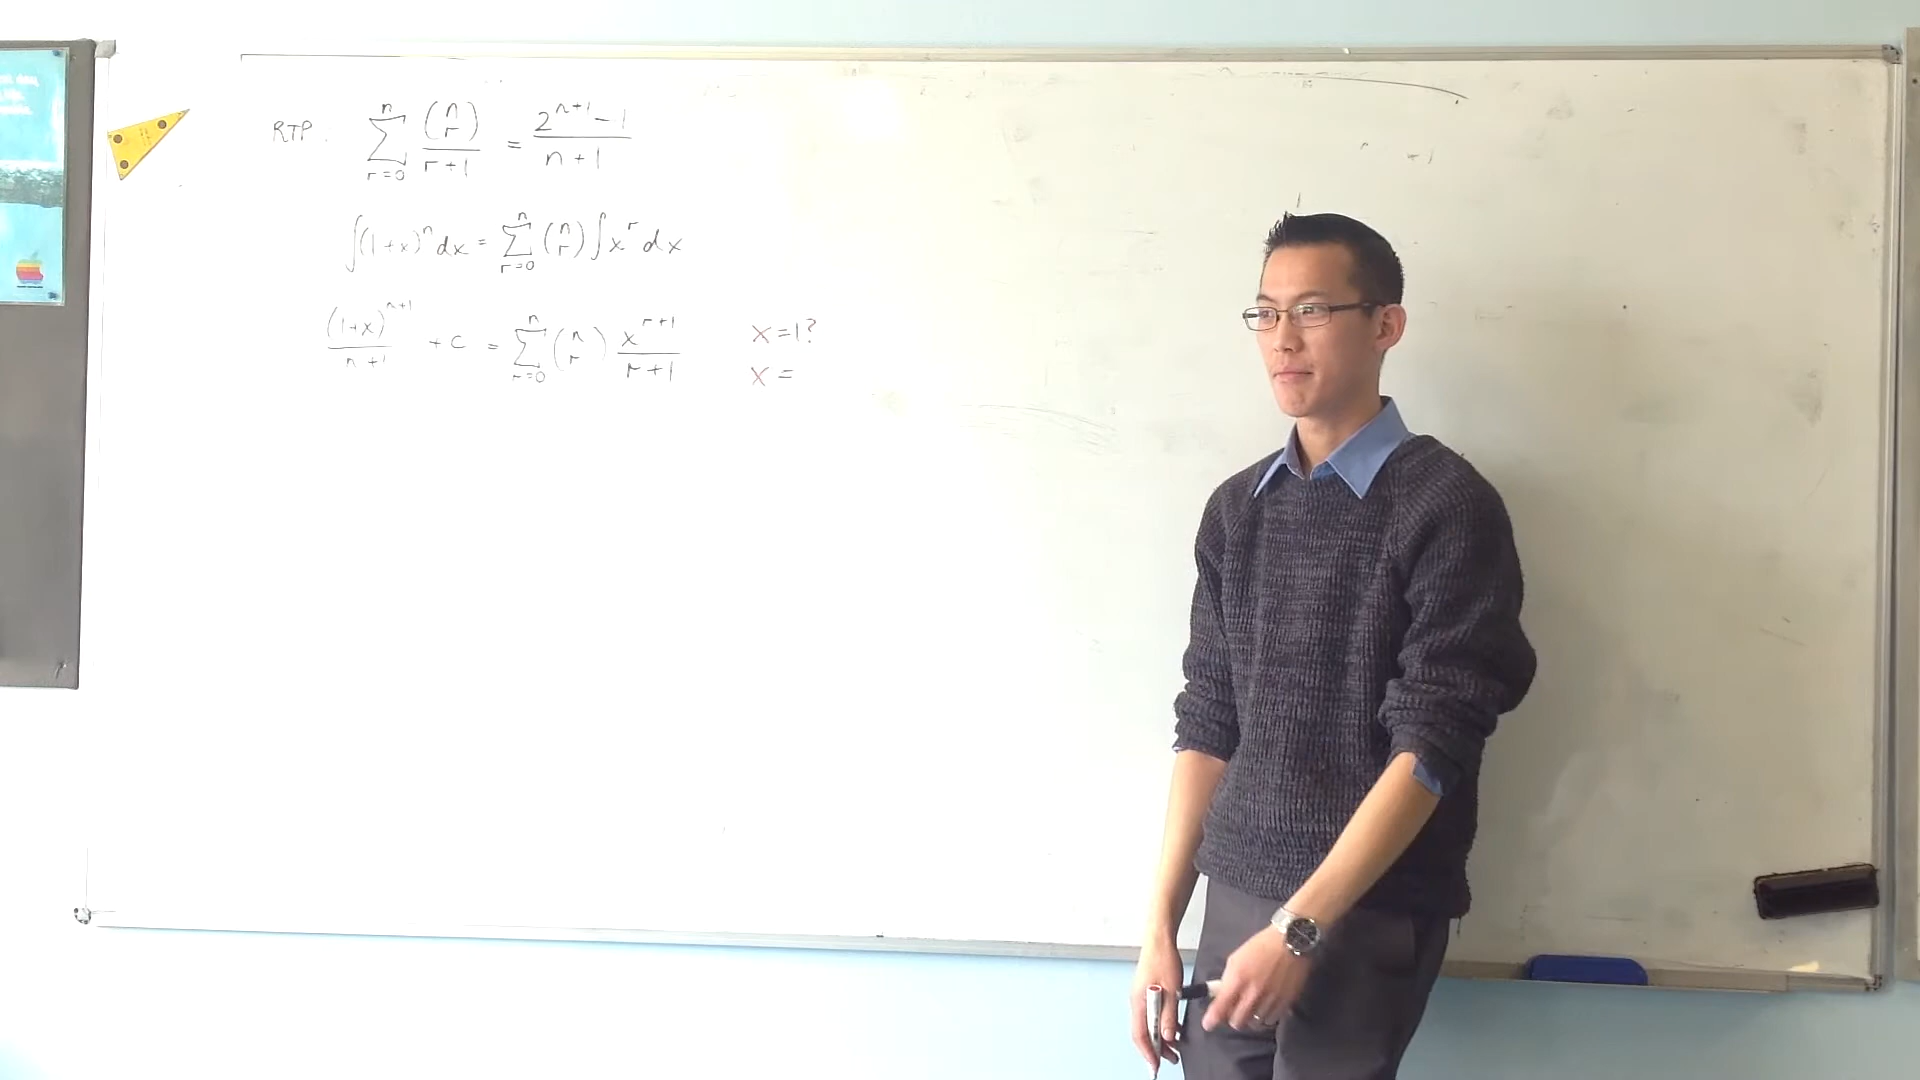 RTP. \sum_{r=0}^{n} \frac{\binom{n}{r}}{r+1} = \frac{2^{n+1}-1}{n+1}
\int (1+x)^n dx = \sum_{r=0}^{n} \binom{n}{r} \int x^r dx
\frac{(1+x)^{n+1}}{n+1} + C = \sum_{r=0}^{n} \binom{n}{r} \frac{x^{r+1}}{r+1}
x = 1?
x =